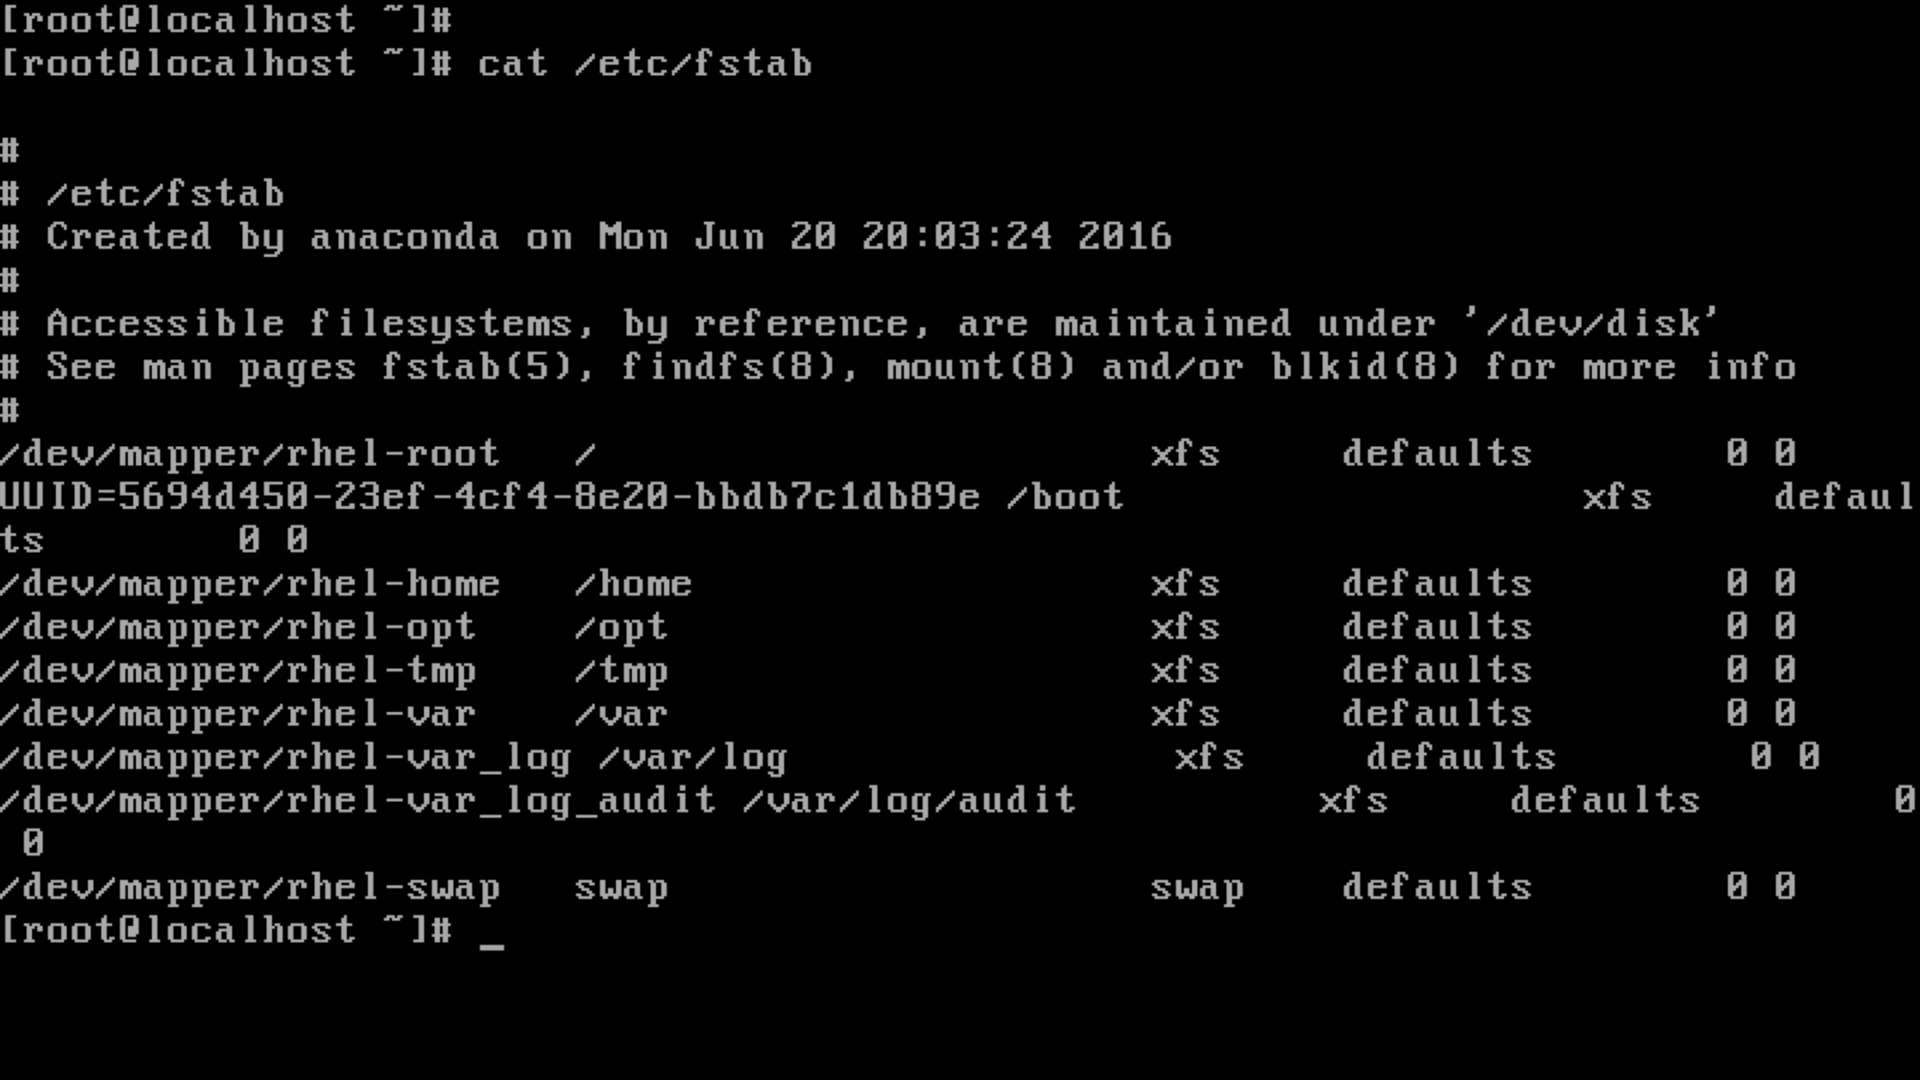 [root@localhost ~]#
[root@localhost ~]# cat /etc/fstab
#
# /etc/fstab
# Created by anaconda on Mon Jun 20 20:03:24 2016
#
# Accessible filesystems, by reference, are maintained under '/dev/disk'
# See man pages fstab(5), findfs(8), mount(8) and/or blkid(8) for more info
#
/dev/mapper/rhel-root   /                       xfs     defaults        0 0
UUID=5694d450-23ef-4cf4-8e20-bbdb7c1db89e /boot                   xfs     defaul
ts        0 0
/dev/mapper/rhel-home   /home                   xfs     defaults        0 0
/dev/mapper/rhel-opt    /opt                    xfs     defaults        0 0
/dev/mapper/rhel-tmp    /tmp                    xfs     defaults        0 0
/dev/mapper/rhel-var    /var                    xfs     defaults        0 0
/dev/mapper/rhel-var_log /var/log                xfs     defaults        0 0
/dev/mapper/rhel-var_log_audit /var/log/audit          xfs     defaults        0
 0
/dev/mapper/rhel-swap   swap                    swap    defaults        0 0
[root@localhost ~]# _